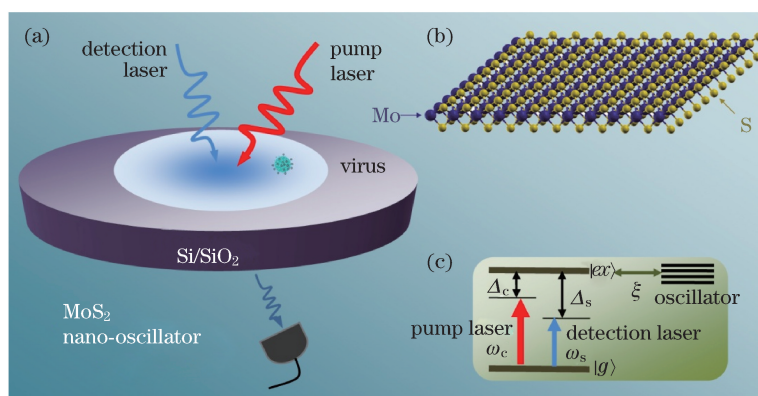 (a)
detection
laser
pump
laser
virus
Si/SiO₂
MoS₂
nano-oscillator
(b)
Mo
S
(c)
|ex⟩
Δc
Δs
ξ
oscillator
pump laser
detection laser
ωc
ωs
|g⟩